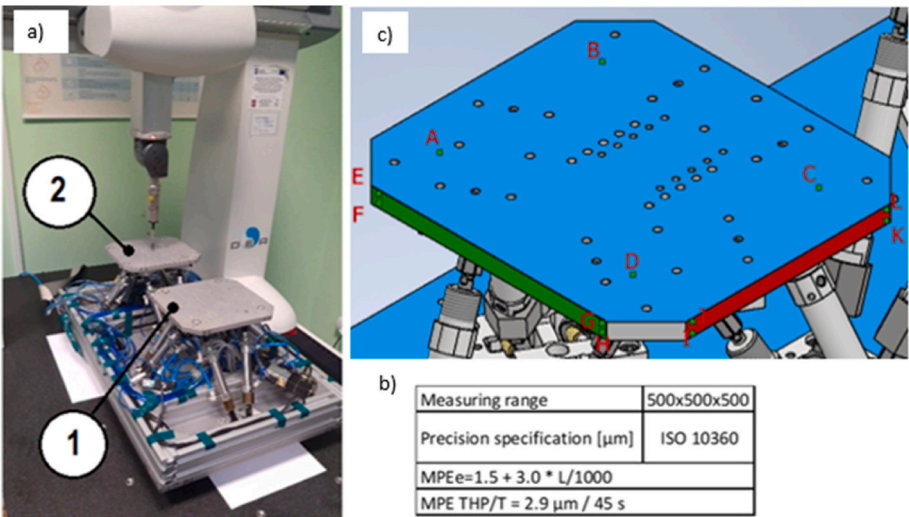 a)
2
1
DEA
c)
B
A
C
E
F
L
K
D
G
H
J
I
b)
Measuring range 500x500x500
Precision specification [µm] ISO 10360
MPEe=1.5 + 3.0 * L/1000
MPE THP/T = 2.9 µm / 45 s